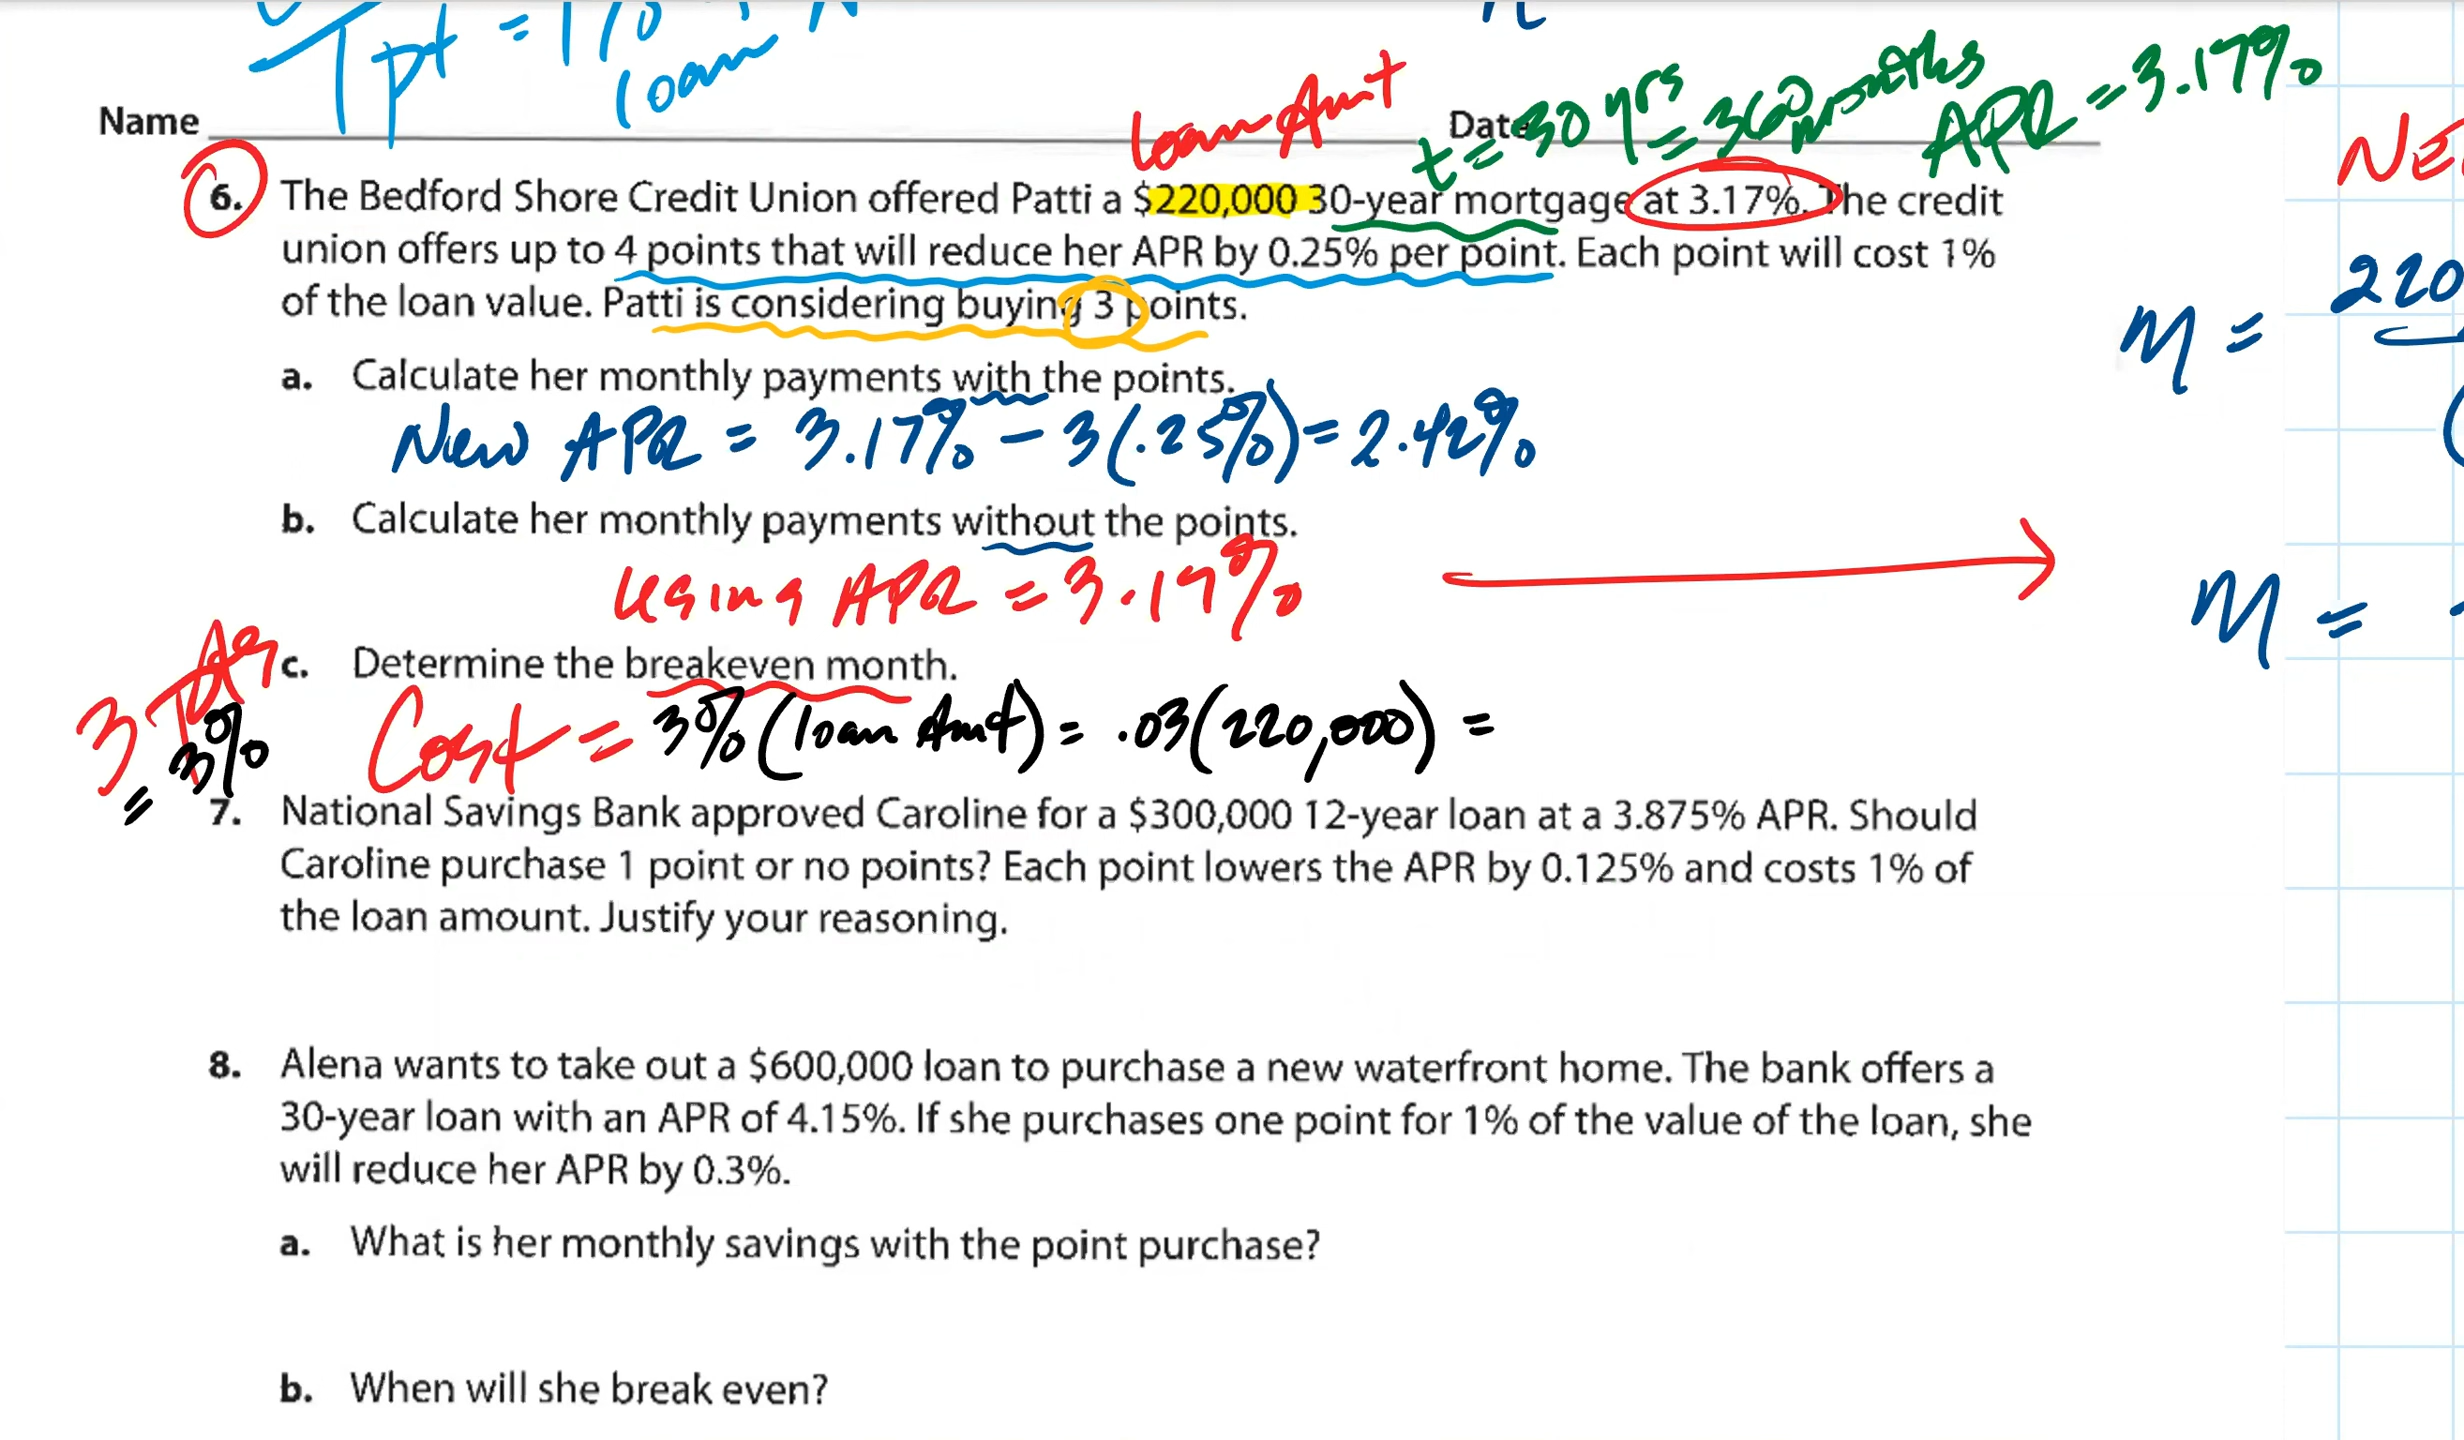 1pt = 1%
loan
Name
Loan Amt
Date
t = 30 yrs = 360 months
APR = 3.17%
6. The Bedford Shore Credit Union offered Patti a $220,000 30-year mortgage at 3.17%. The credit
union offers up to 4 points that will reduce her APR by 0.25% per point. Each point will cost 1%
of the loan value. Patti is considering buying 3 points.
220
M =
a. Calculate her monthly payments with the points.
New APR = 3.17% - 3(.25%) = 2.42%
b. Calculate her monthly payments without the points.
Using APR = 3.17%
M =
c. Determine the breakeven month.
3 pts
= 3%
Cost = 3% (loan Amt) = .03(220,000) =
7. National Savings Bank approved Caroline for a $300,000 12-year loan at a 3.875% APR. Should
Caroline purchase 1 point or no points? Each point lowers the APR by 0.125% and costs 1% of
the loan amount. Justify your reasoning.
8. Alena wants to take out a $600,000 loan to purchase a new waterfront home. The bank offers a
30-year loan with an APR of 4.15%. If she purchases one point for 1% of the value of the loan, she
will reduce her APR by 0.3%.
a. What is her monthly savings with the point purchase?
b. When will she break even?